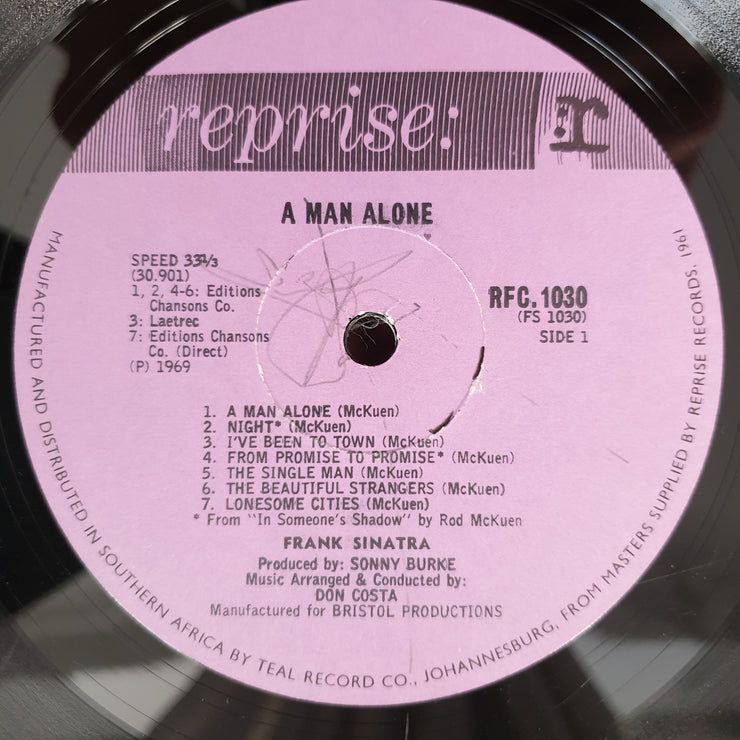 reprise:
:r
A MAN ALONE
SPEED 33⅓
(30.901)
1, 2, 4-6: Editions
Chansons Co.
3: Laetrec
7: Editions Chansons
Co. (Direct)
(P) 1969
RFC. 1030
(FS 1030)
SIDE 1
1. A MAN ALONE (McKuen)
2. NIGHT* (McKuen)
3. I'VE BEEN TO TOWN (McKuen)
4. FROM PROMISE TO PROMISE* (McKuen)
5. THE SINGLE MAN (McKuen)
6. THE BEAUTIFUL STRANGERS (McKuen)
7. LONESOME CITIES (McKuen)
* From "In Someone's Shadow" by Rod McKuen
FRANK SINATRA
Produced by: SONNY BURKE
Music Arranged & Conducted by:
DON COSTA
Manufactured for BRISTOL PRODUCTIONS
MANUFACTURED AND DISTRIBUTED IN SOUTHERN AFRICA BY TEAL RECORD CO., JOHANNESBURG, FROM MASTERS SUPPLIED BY REPRISE RECORDS, 1961